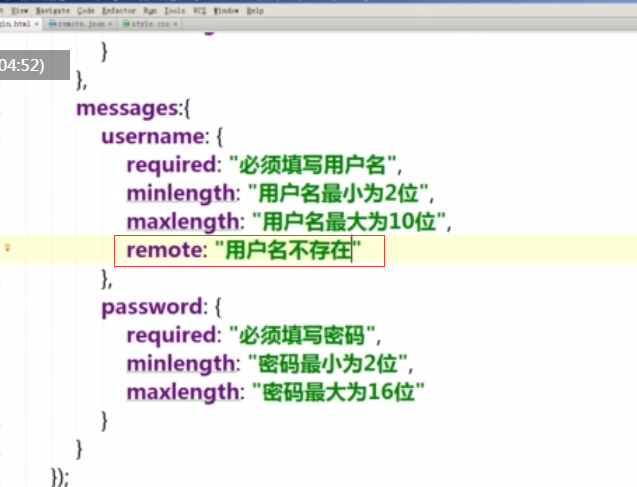 View Navigate Code Refactor Run Tools VCS Window Help
gin.html × remote.json × style.css ×
04:52)
}
},
messages:{
username: {
required: "必须填写用户名",
minlength: "用户名最小为2位",
maxlength: "用户名最大为10位",
remote: "用户名不存在"
},
password: {
required: "必须填写密码",
minlength: "密码最小为2位",
maxlength: "密码最大为16位"
}
}
});